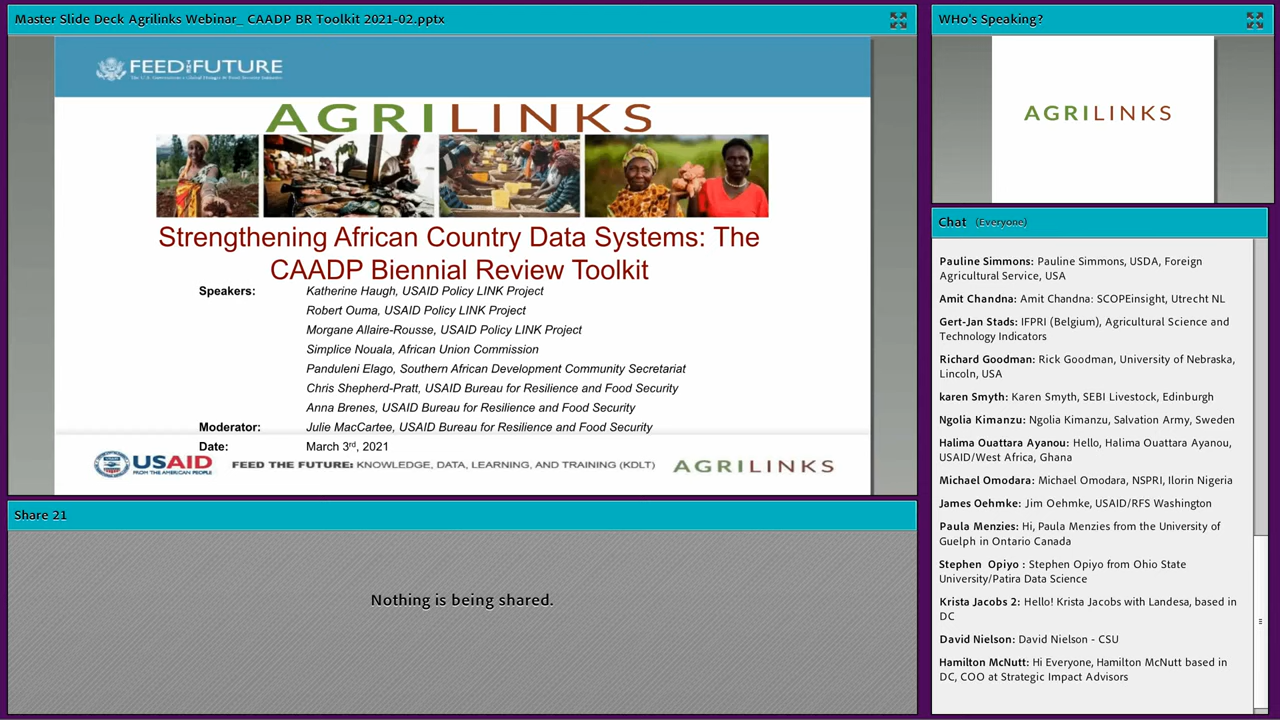 Master Slide Deck Agrilinks Webinar_ CAADP BR Toolkit 2021-02.pptx
FEED THE FUTURE
The U.S. Government's Global Hunger & Food Security Initiative
AGRILINKS
Strengthening African Country Data Systems: The
CAADP Biennial Review Toolkit
Speakers: Katherine Haugh, USAID Policy LINK Project
Robert Ouma, USAID Policy LINK Project
Morgane Allaire-Rousse, USAID Policy LINK Project
Simplice Nouala, African Union Commission
Panduleni Elago, Southern African Development Community Secretariat
Chris Shepherd-Pratt, USAID Bureau for Resilience and Food Security
Anna Brenes, USAID Bureau for Resilience and Food Security
Moderator: Julie MacCartee, USAID Bureau for Resilience and Food Security
Date: March 3rd, 2021
USAID
FROM THE AMERICAN PEOPLE
FEED THE FUTURE: KNOWLEDGE, DATA, LEARNING, AND TRAINING (KDLT)
AGRILINKS
Share 21
Nothing is being shared.
WHo's Speaking?
AGRILINKS
Chat (Everyone)
Pauline Simmons: Pauline Simmons, USDA, Foreign
Agricultural Service, USA
Amit Chandna: Amit Chandna: SCOPEinsight, Utrecht NL
Gert-Jan Stads: IFPRI (Belgium), Agricultural Science and
Technology Indicators
Richard Goodman: Rick Goodman, University of Nebraska,
Lincoln, USA
karen Smyth: Karen Smyth, SEBI Livestock, Edinburgh
Ngolia Kimanzu: Ngolia Kimanzu, Salvation Army, Sweden
Halima Ouattara Ayanou: Hello, Halima Ouattara Ayanou,
USAID/West Africa, Ghana
Michael Omodara: Michael Omodara, NSPRI, Ilorin Nigeria
James Oehmke: Jim Oehmke, USAID/RFS Washington
Paula Menzies: Hi, Paula Menzies from the University of
Guelph in Ontario Canada
Stephen Opiyo : Stephen Opiyo from Ohio State
University/Patira Data Science
Krista Jacobs 2: Hello! Krista Jacobs with Landesa, based in
DC
David Nielson: David Nielson - CSU
Hamilton McNutt: Hi Everyone, Hamilton McNutt based in
DC, COO at Strategic Impact Advisors